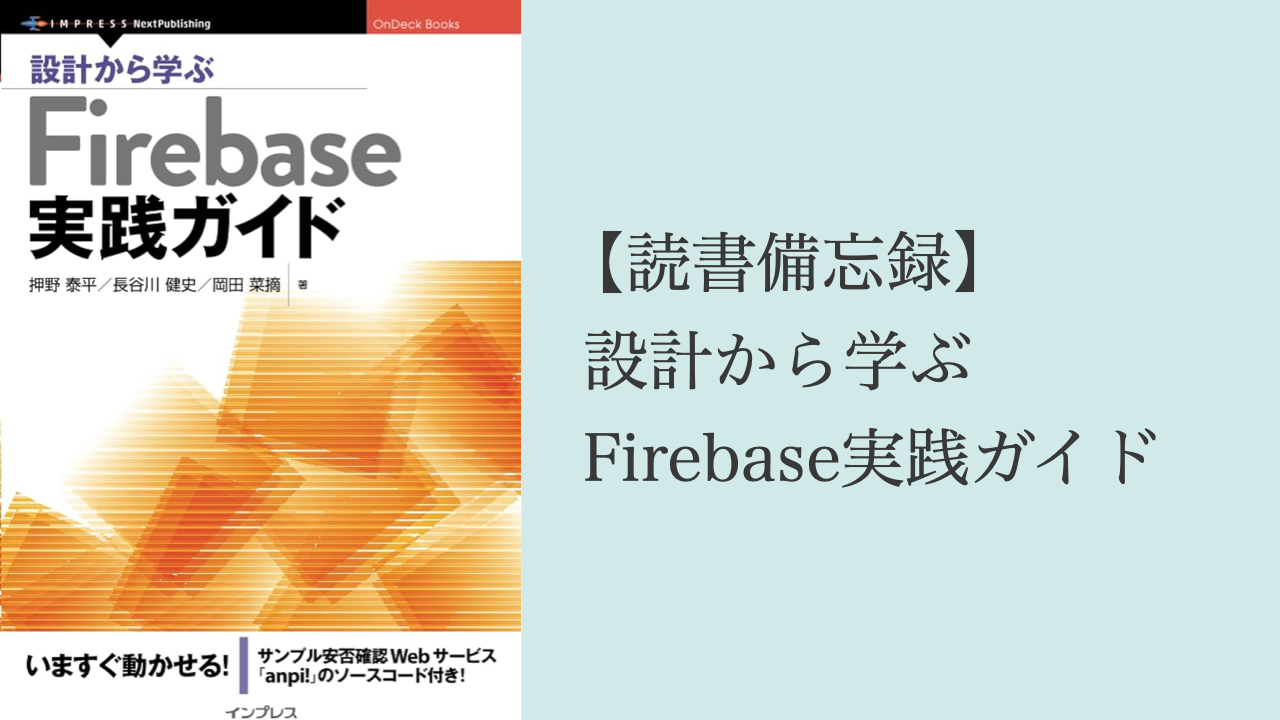 IMPRESS NextPublishing
OnDeck Books
設計から学ぶ
Firebase
実践ガイド
押野 泰平／長谷川 健史／岡田 菜摘 著
いますぐ動かせる!
サンプル安否確認 Web サービス
「anpi!」のソースコード付き!
インプレス
【読書備忘録】
設計から学ぶ
Firebase実践ガイド